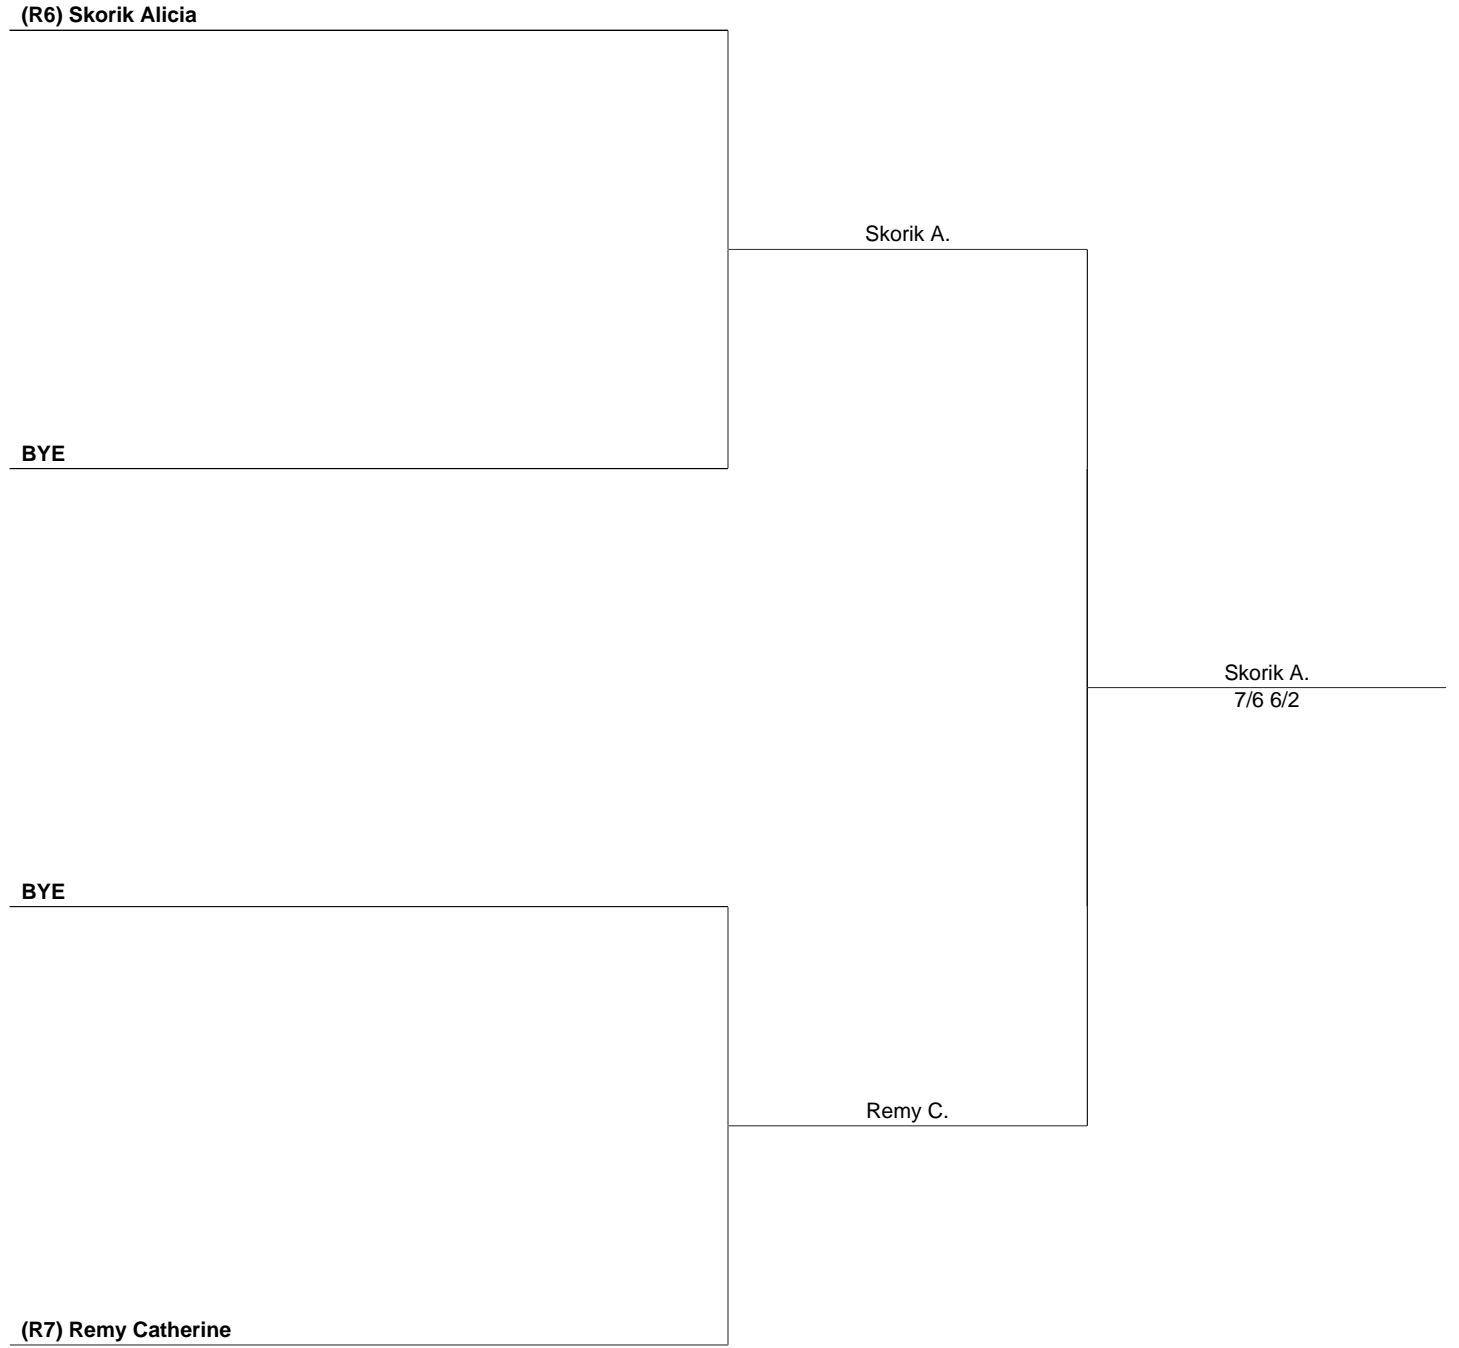 (R6) Skorik Alicia
Skorik A.
BYE
Skorik A.
7/6 6/2
BYE
Remy C.
(R7) Remy Catherine